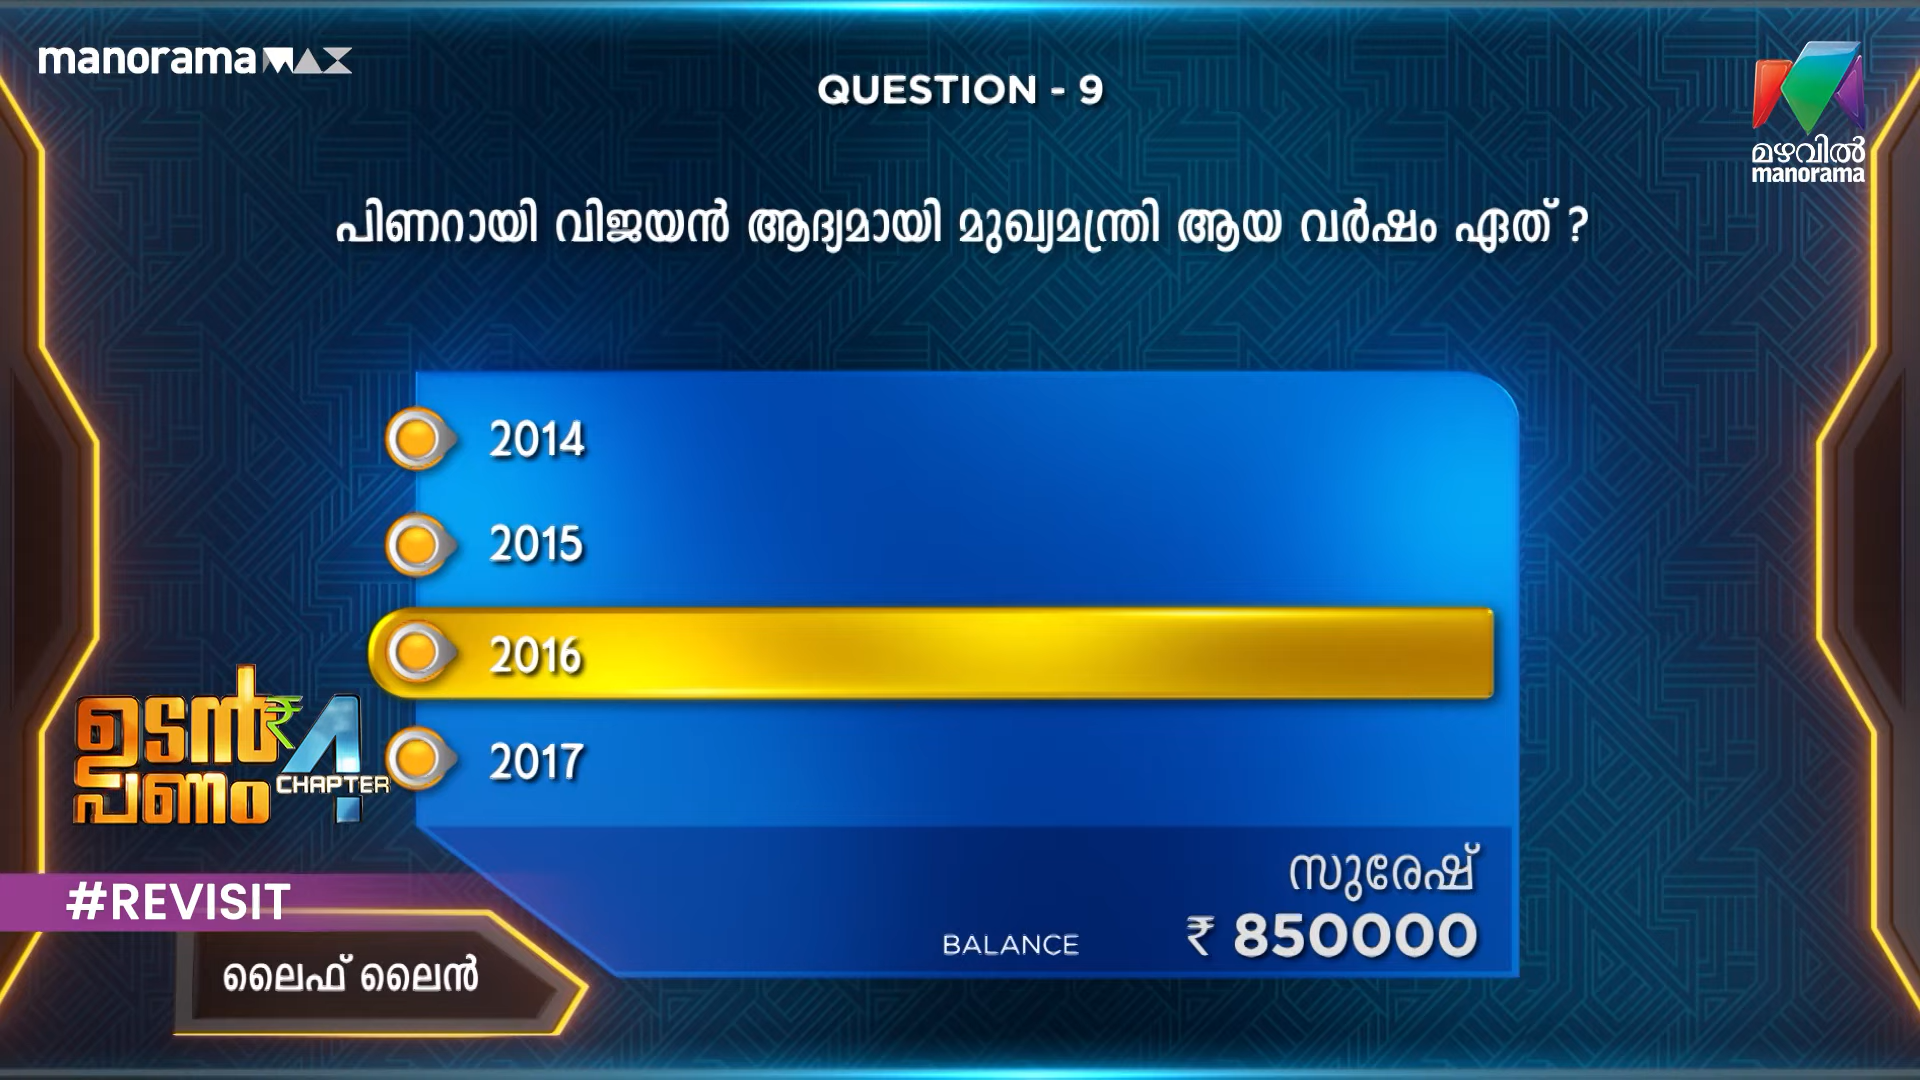 manorama MAX
QUESTION - 9
മഴവിൽ
manorama
പിണറായി വിജയൻ ആദ്യമായി മുഖ്യമന്ത്രി ആയ വർഷം ഏത് ?
2014
2015
2016
2017
ഉടൻ
പണം
CHAPTER 4
സുരേഷ്
BALANCE ₹ 850000
#REVISIT
ലൈഫ് ലൈൻ